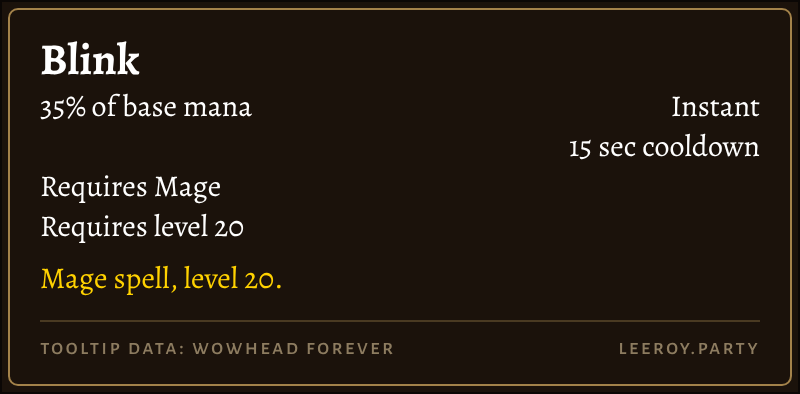 Blink
35% of base mana Instant
15 sec cooldown
Requires Mage
Requires level 20
Mage spell, level 20.
TOOLTIP DATA: WOWHEAD FOREVER LEEROY.PARTY